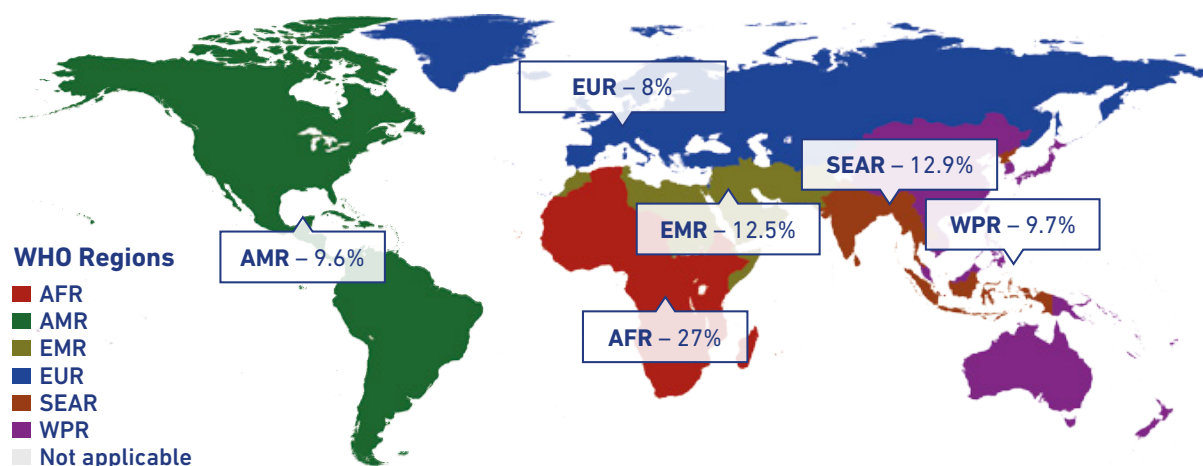 EUR – 8%
SEAR – 12.9%
WPR – 9.7%
EMR – 12.5%
AMR – 9.6%
AFR – 27%
WHO Regions
AFR
AMR
EMR
EUR
SEAR
WPR
Not applicable